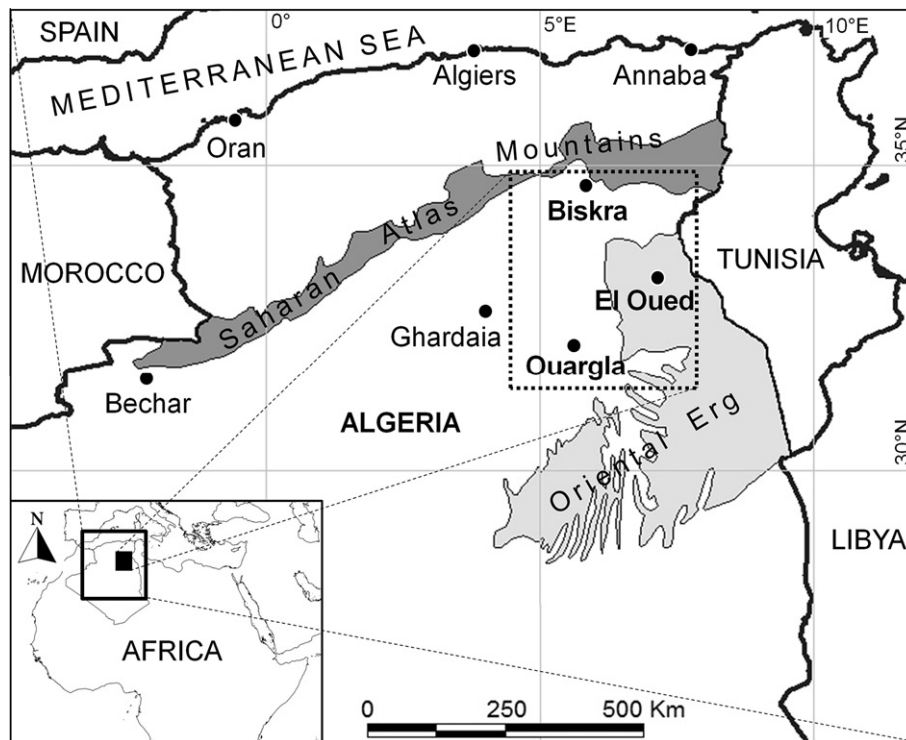 SPAIN
0°
5°E
10°E
MEDITERRANEAN SEA
Algiers
Annaba
Oran
Mountains
35°N
Biskra
Atlas
TUNISIA
MOROCCO
Saharan
El Oued
Ghardaia
Ouargla
Bechar
ALGERIA
Oriental Erg
30°N
N
LIBYA
AFRICA
0 250 500 Km